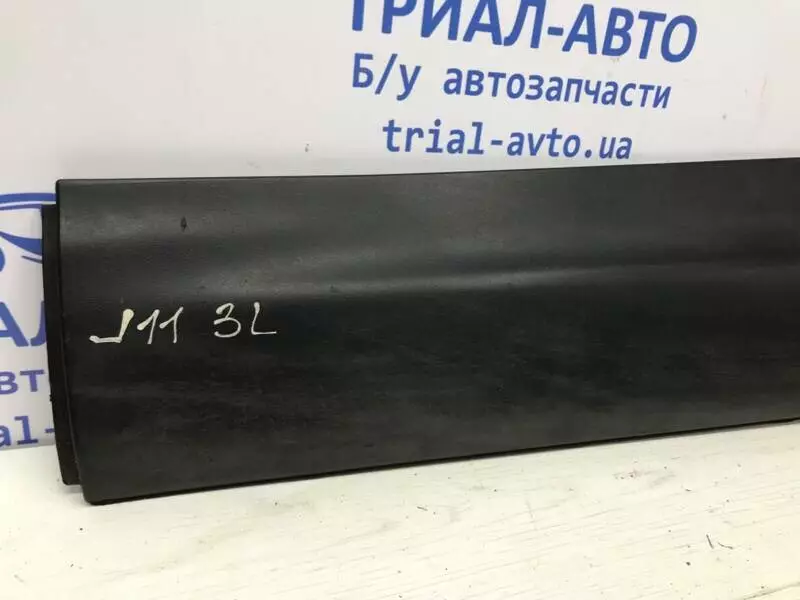 ТРИАЛ-АВТО
Б/у автозапчасти
trial-avto.ua
J11 3L